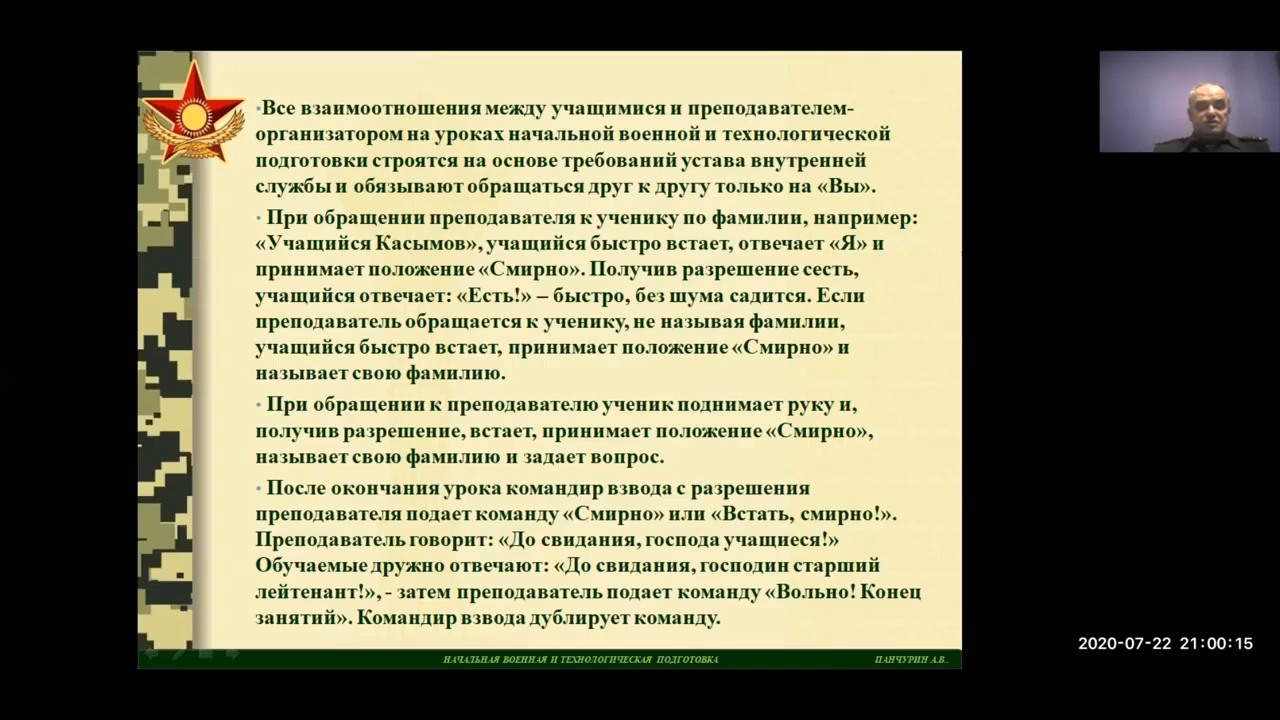 •Все взаимоотношения между учащимися и преподавателем-
организатором на уроках начальной военной и технологической
подготовки строятся на основе требований устава внутренней
службы и обязывают обращаться друг к другу только на «Вы».
• При обращении преподавателя к ученику по фамилии, например:
«Учащийся Касымов», учащийся быстро встает, отвечает «Я» и
принимает положение «Смирно». Получив разрешение сесть,
учащийся отвечает: «Есть!» – быстро, без шума садится. Если
преподаватель обращается к ученику, не называя фамилии,
учащийся быстро встает, принимает положение «Смирно» и
называет свою фамилию.
• При обращении к преподавателю ученик поднимает руку и,
получив разрешение, встает, принимает положение «Смирно»,
называет свою фамилию и задает вопрос.
• После окончания урока командир взвода с разрешения
преподавателя подает команду «Смирно» или «Встать, смирно!».
Преподаватель говорит: «До свидания, господа учащиеся!»
Обучаемые дружно отвечают: «До свидания, господин старший
лейтенант!», - затем преподаватель подает команду «Вольно! Конец
занятий». Командир взвода дублирует команду.
НАЧАЛЬНАЯ ВОЕННАЯ И ТЕХНОЛОГИЧЕСКАЯ ПОДГОТОВКА
ПАНЧУРИН А.В..
2020-07-22 21:00:15